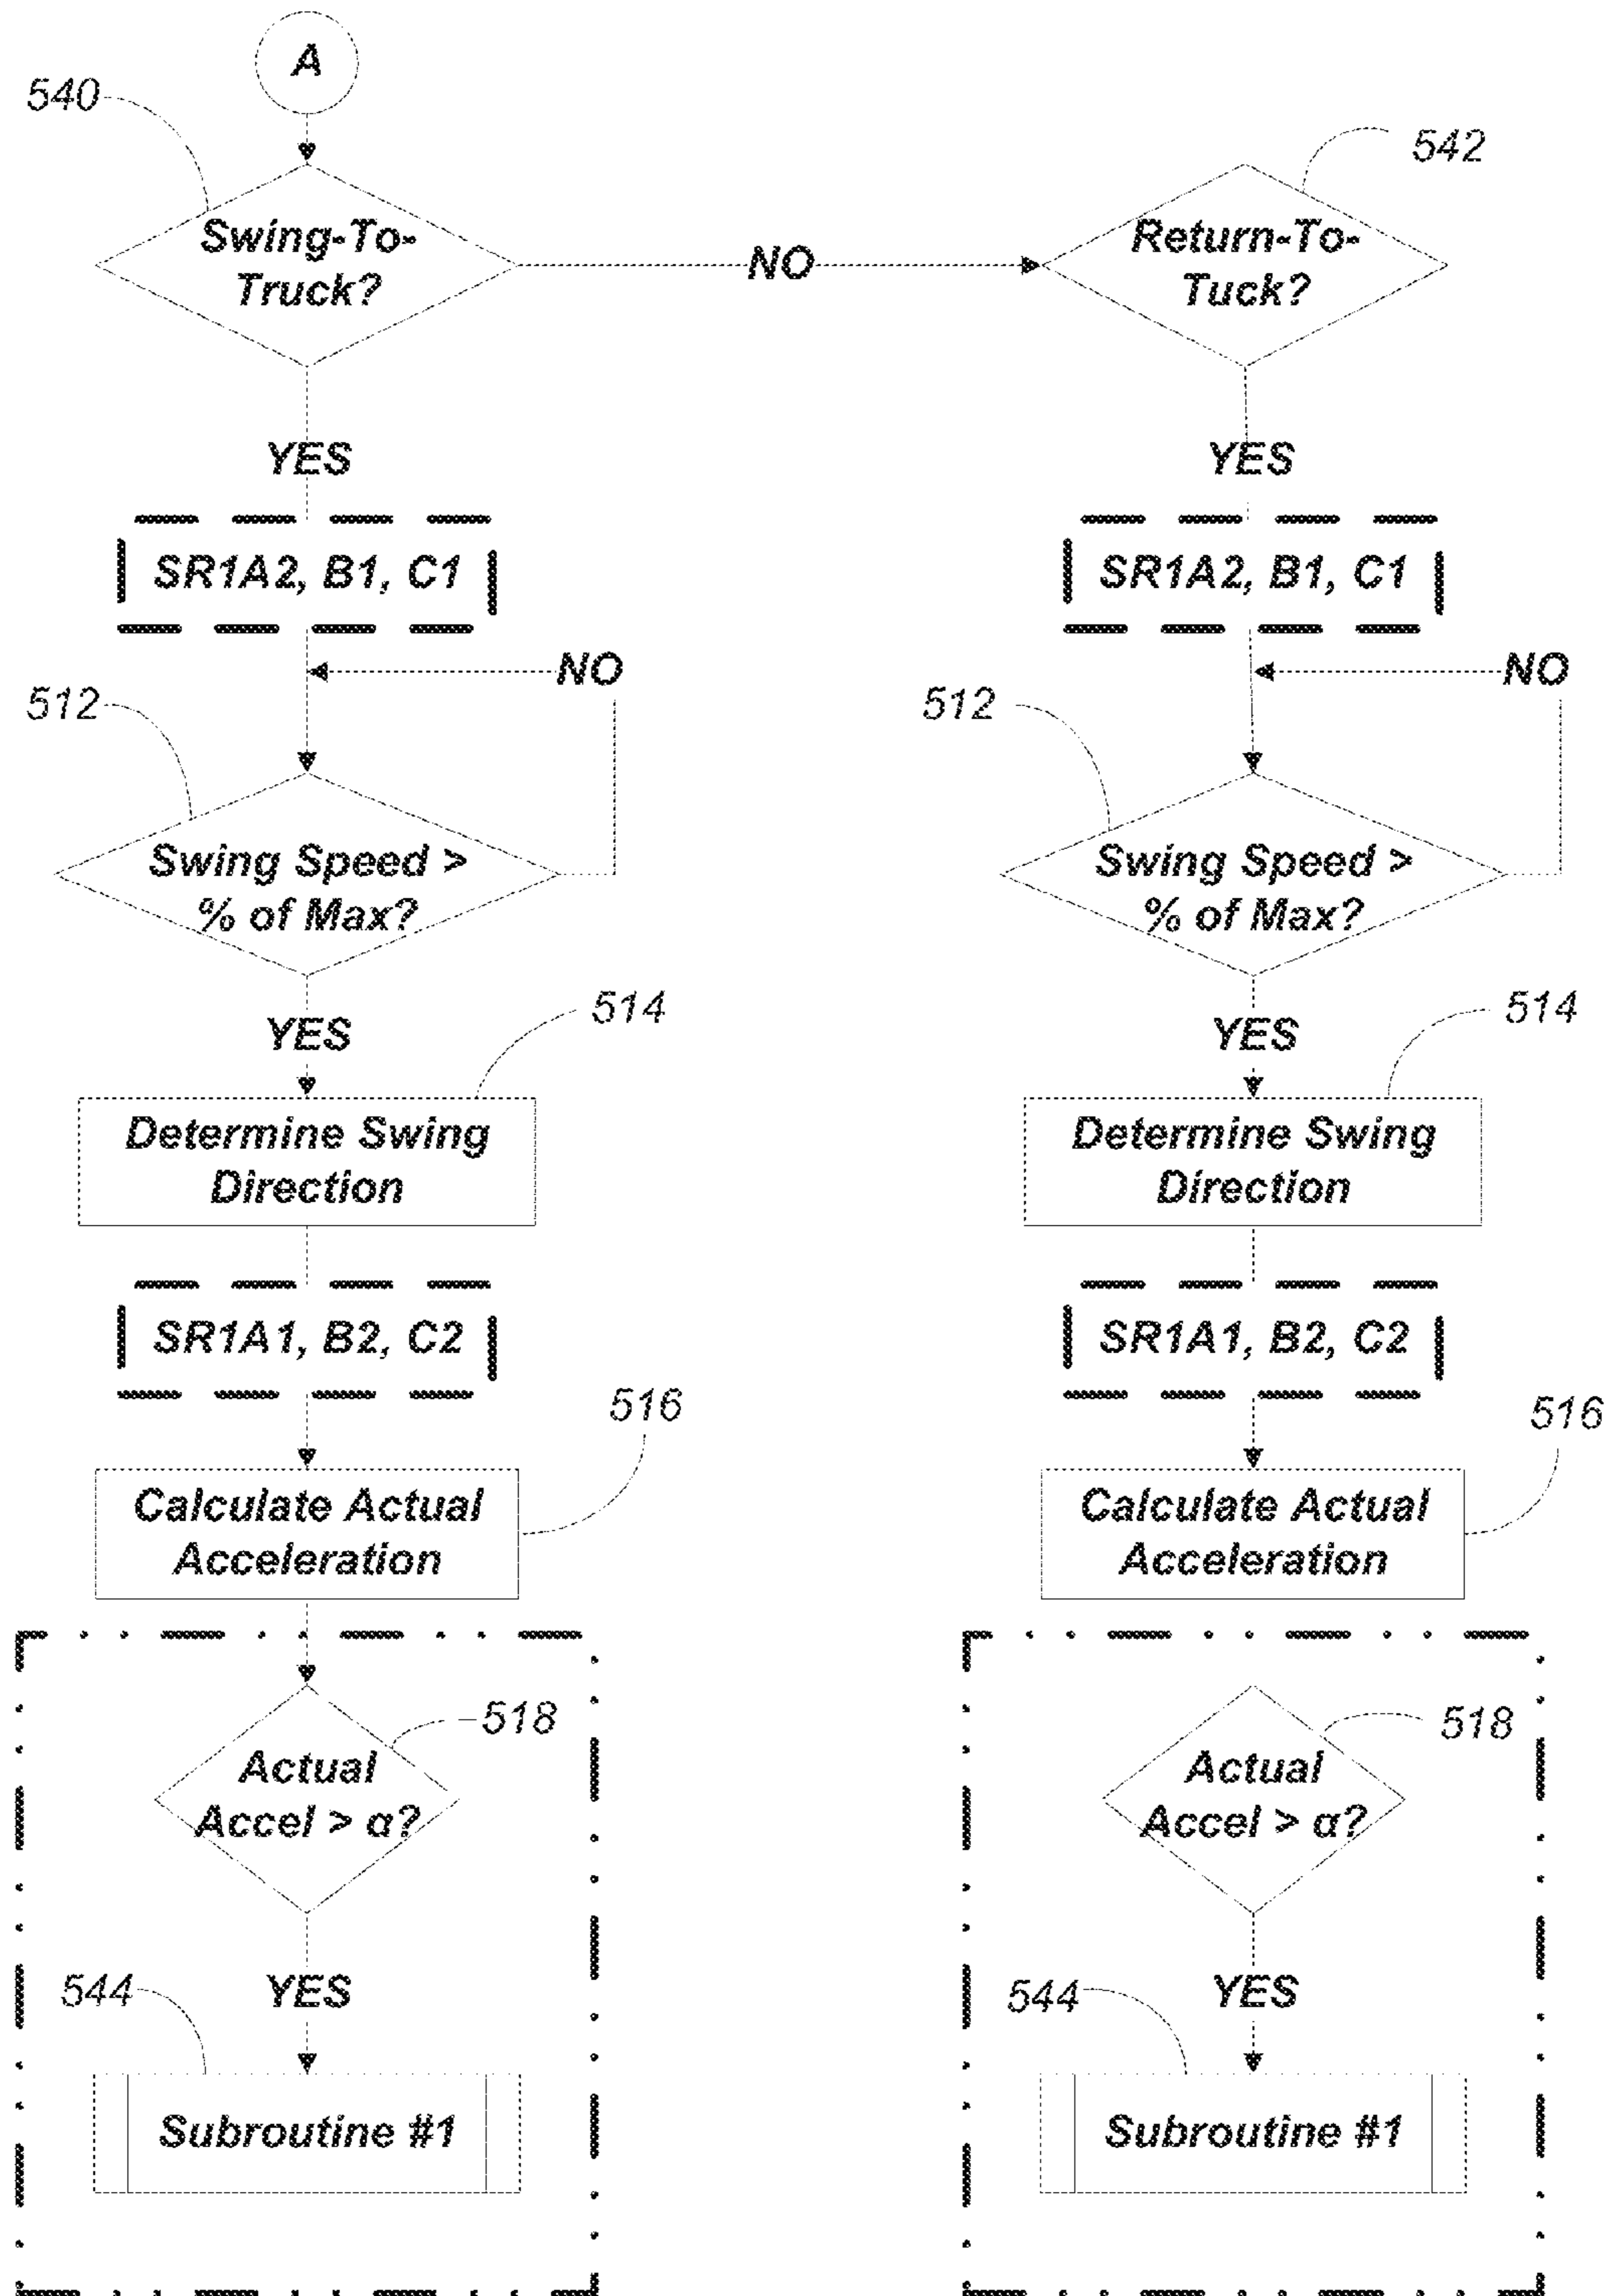 A
540
542
Swing-To-
Truck?
NO
Return-To-
Tuck?
YES
YES
SR1A2, B1, C1
SR1A2, B1, C1
NO
NO
512
512
Swing Speed >
% of Max?
Swing Speed >
% of Max?
YES
514
YES
514
Determine Swing
Direction
Determine Swing
Direction
SR1A1, B2, C2
SR1A1, B2, C2
516
516
Calculate Actual
Acceleration
Calculate Actual
Acceleration
518
518
Actual
Accel > α?
Actual
Accel > α?
544
YES
544
YES
Subroutine #1
Subroutine #1